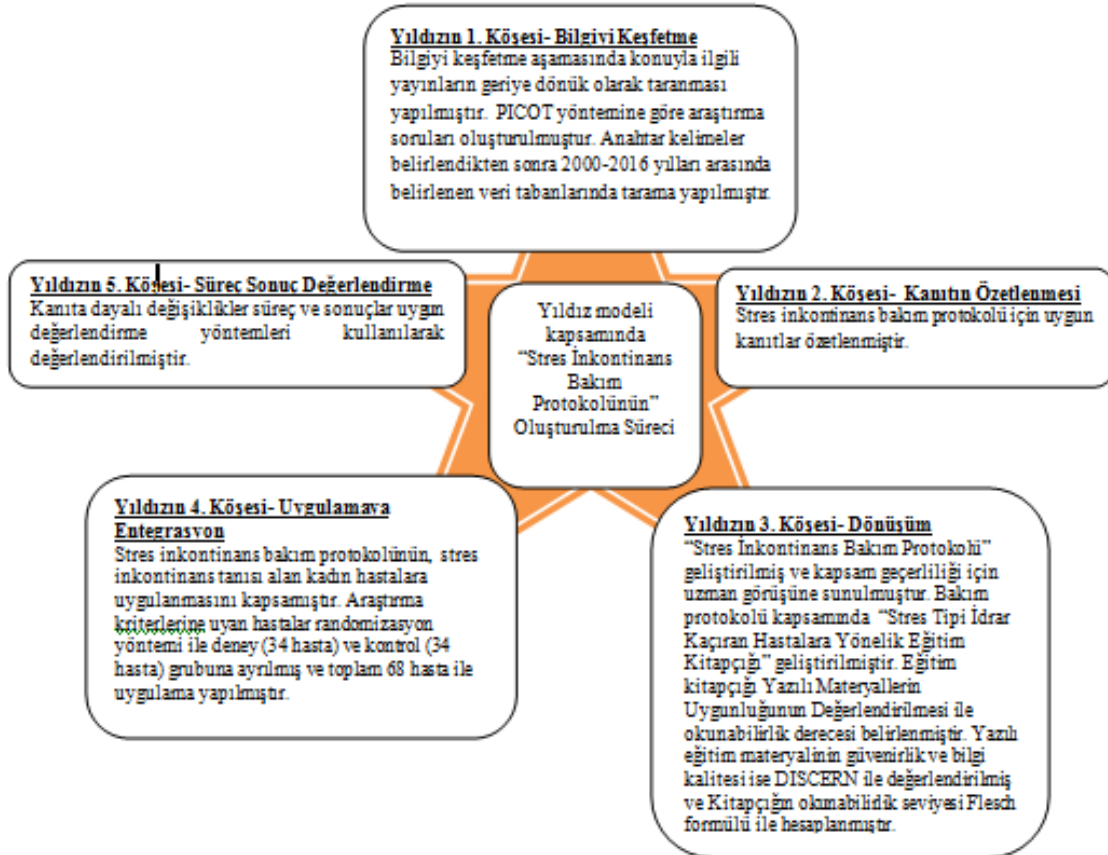 Yıldızın 1. Köşesi- Bilgiyi Keşfetme
Bilgiyi keşfetme aşamasında konuyla ilgili
yayınların geriye dönük olarak taranması
yapılmıştır. PICOT yöntemine göre araştırma
soruları oluşturulmuştur. Anahtar kelimeler
belirlendikten sonra 2000-2016 yılları arasında
belirlenen veri tabanlarında tarama yapılmıştır.
Yıldızın 5. Köşesi- Süreç Sonuç Değerlendirme
Kanıta dayalı değişiklikler süreç ve sonuçlar uygun
değerlendirme yöntemleri kullanılarak
değerlendirilmiştir.
Yıldız modeli
kapsamında
“Stres İnkontinans
Bakım
Protokolünün”
Oluşturulma Süreci
Yıldızın 2. Köşesi- Kanıtın Özetlenmesi
Stres inkontinans bakım protokolü için uygun
kanıtlar özetlenmiştir.
Yıldızın 4. Köşesi- Uygulamaya
Entegrasyon
Stres inkontinans bakım protokolünün, stres
inkontinans tanısı alan kadın hastalara
uygulanmasını kapsamıştır. Araştırma
kriterlerine uyan hastalar randomizasyon
yöntemi ile deney (34 hasta) ve kontrol (34
hasta) grubuna ayrılmış ve toplam 68 hasta ile
uygulama yapılmıştır.
Yıldızın 3. Köşesi- Dönüşüm
“Stres İnkontinans Bakım Protokolü”
geliştirilmiş ve kapsam geçerliliği için
uzman görüşüne sunulmuştur. Bakım
protokolü kapsamında “Stres Tipi İdrar
Kaçıran Hastalara Yönelik Eğitim
Kitapçığı” geliştirilmiştir. Eğitim
kitapçığı Yazılı Materyallerin
Uygunluğunun Değerlendirilmesi ile
okunabilirlik derecesi belirlenmiştir. Yazılı
eğitim materyalinin güvenirlik ve bilgi
kalitesi ise DISCERN ile değerlendirilmiş
ve Kitapçığın okunabilidik seviyesi Flesch
formülü ile hesaplanmıştır.